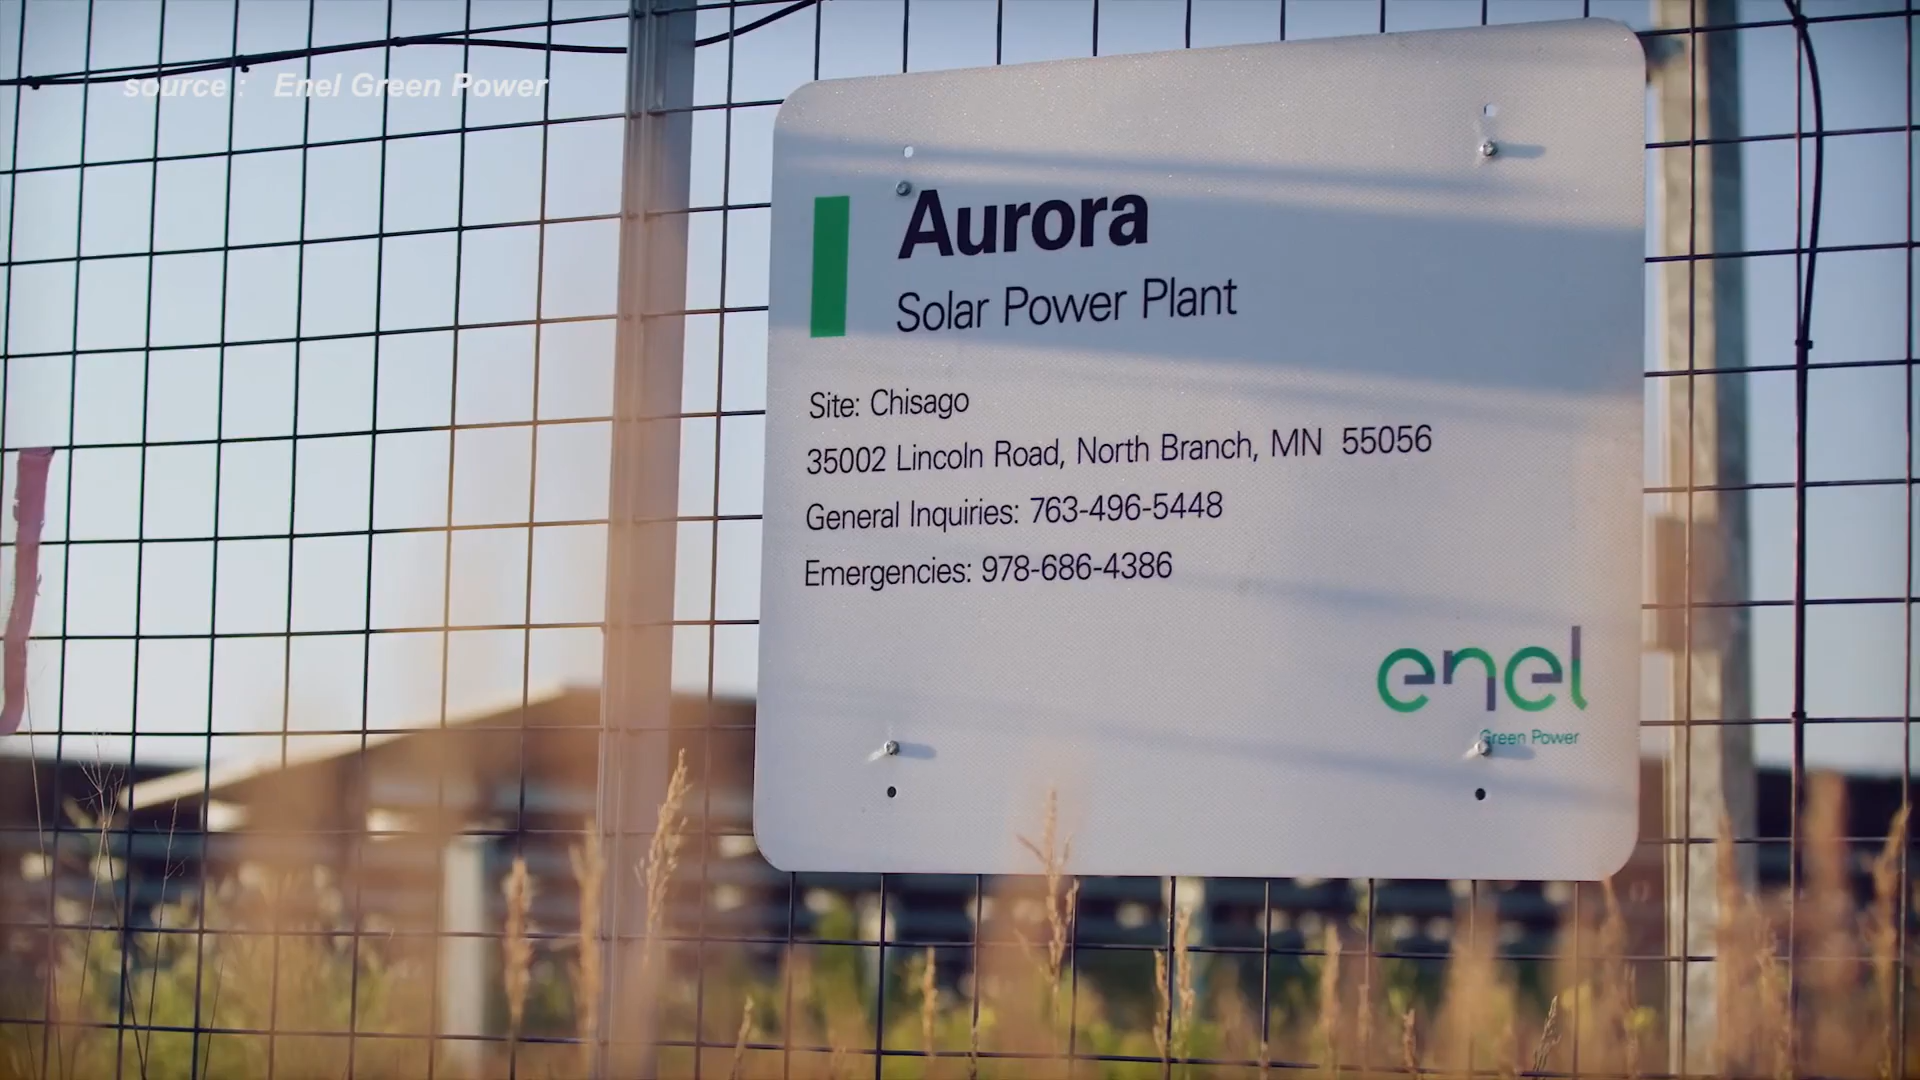 source : Enel Green Power
Aurora
Solar Power Plant
Site: Chisago
35002 Lincoln Road, North Branch, MN 55056
General Inquiries: 763-496-5448
Emergencies: 978-686-4386
enel
Green Power